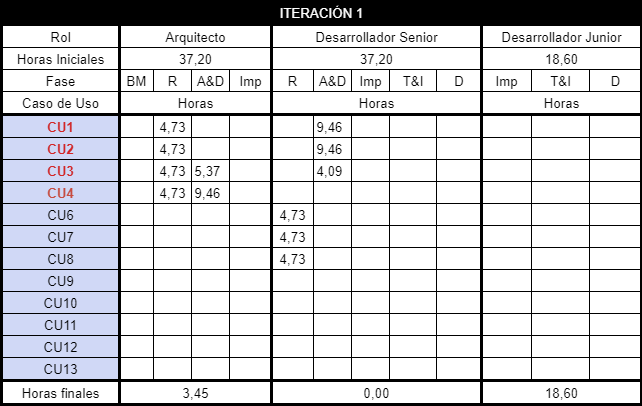 ITERACIÓN 1
Rol Arquitecto Desarrollador Senior Desarrollador Junior
Horas Iniciales 37,20 37,20 18,60
Fase BM R A&D Imp R A&D Imp T&I D Imp T&I D
Caso de Uso Horas Horas Horas
CU1 4,73 9,46
CU2 4,73 9,46
CU3 4,73 5,37 4,09
CU4 4,73 9,46
CU6 4,73
CU7 4,73
CU8 4,73
CU9
CU10
CU11
CU12
CU13
Horas finales 3,45 0,00 18,60